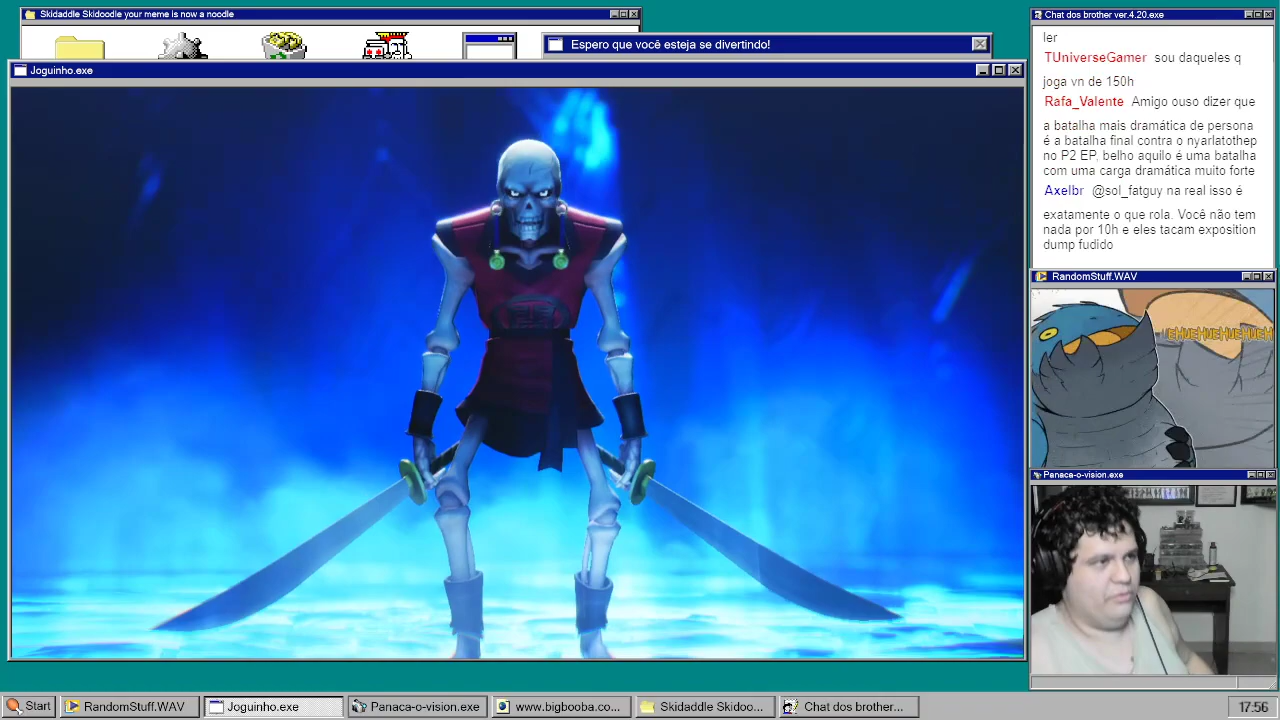 Skidaddle Skidoodle your meme is now a noodle
Espero que você esteja se divertindo!
Joguinho.exe
Chat dos brother ver.4.20.exe
ler
TUniverseGamer sou daqueles q
joga vn de 150h
Rafa_Valente Amigo ouso dizer que
a batalha mais dramática de persona
é a batalha final contra o nyarlatothep
no P2 EP, belho aquilo é uma batalha
com uma carga dramática muito forte
Axelbr @sol_fatguy na real isso é
exatamente o que rola. Você não tem
nada por 10h e eles tacam exposition
dump fudido
RandomStuff.WAV
EHUEHUEHUEHUEH
Panaca-o-vision.exe
Start
RandomStuff.WAV
Joguinho.exe
Panaca-o-vision.exe
www.bigbooba.co...
Skidaddle Skidoo...
Chat dos brother...
17:56